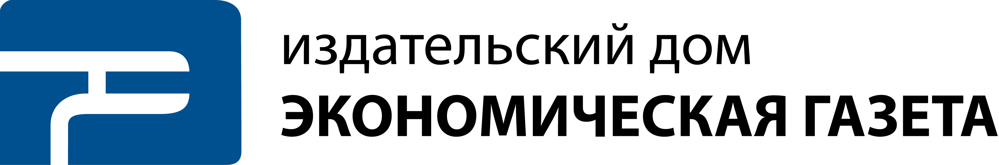 издательский дом
ЭКОНОМИЧЕСКАЯ ГАЗЕТА